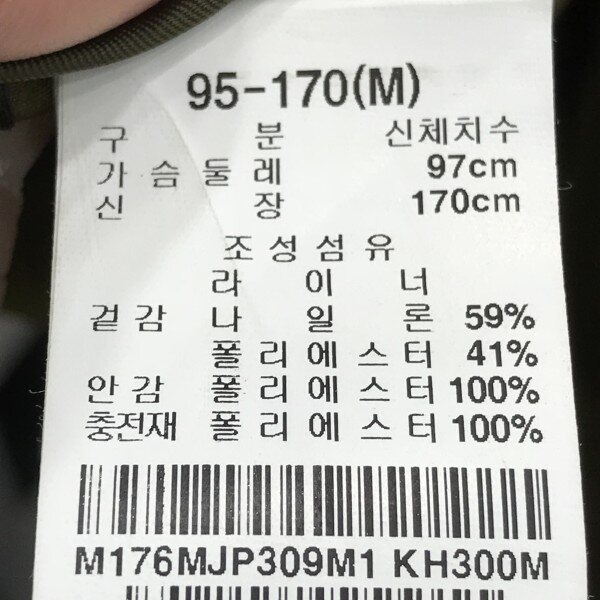 95-170(M)
구 분 신체치수
가 슴 둘 레 97cm
신 장 170cm
조 성 섬 유
라 이 너
겉 감 나 일 론 59%
폴 리 에 스 터 41%
안 감 폴 리 에 스 터 100%
충전재 폴 리 에 스 터 100%
M176MJP309M1 KH300M